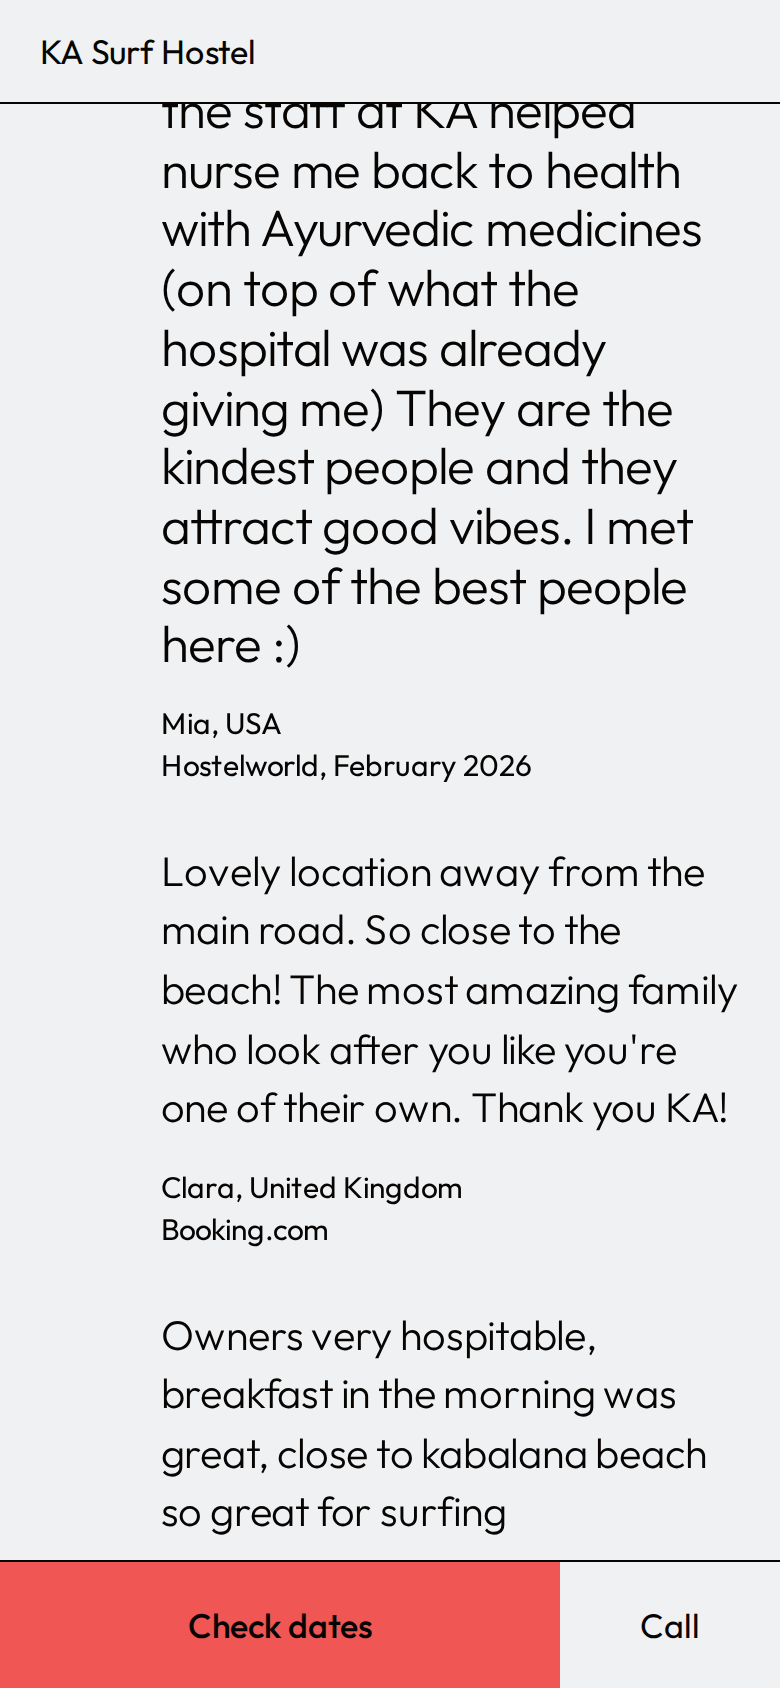 KA Surf Hostel
the staff at KA helped
nurse me back to health
with Ayurvedic medicines
(on top of what the
hospital was already
giving me) They are the
kindest people and they
attract good vibes. I met
some of the best people
here :)
Mia, USA
Hostelworld, February 2026
Lovely location away from the
main road. So close to the
beach! The most amazing family
who look after you like you're
one of their own. Thank you KA!
Clara, United Kingdom
Booking.com
Owners very hospitable,
breakfast in the morning was
great, close to kabalana beach
so great for surfing
Check dates
Call